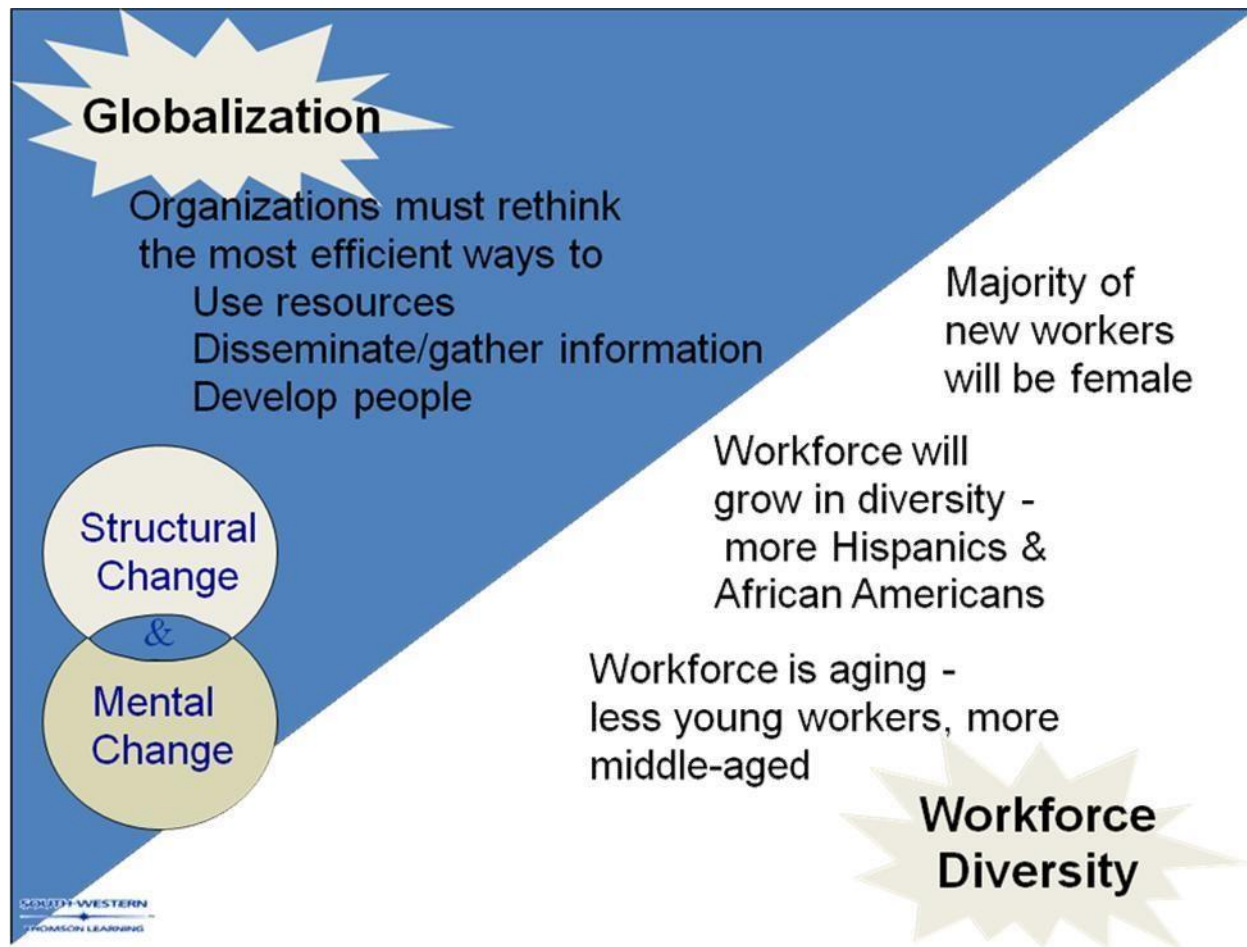 Globalization
Organizations must rethink
the most efficient ways to
Use resources
Disseminate/gather information
Develop people
Structural
Change
&
Mental
Change
Majority of
new workers
will be female
Workforce will
grow in diversity -
more Hispanics &
African Americans
Workforce is aging -
less young workers, more
middle-aged
Workforce
Diversity
SOUTH-WESTERN
THOMSON LEARNING